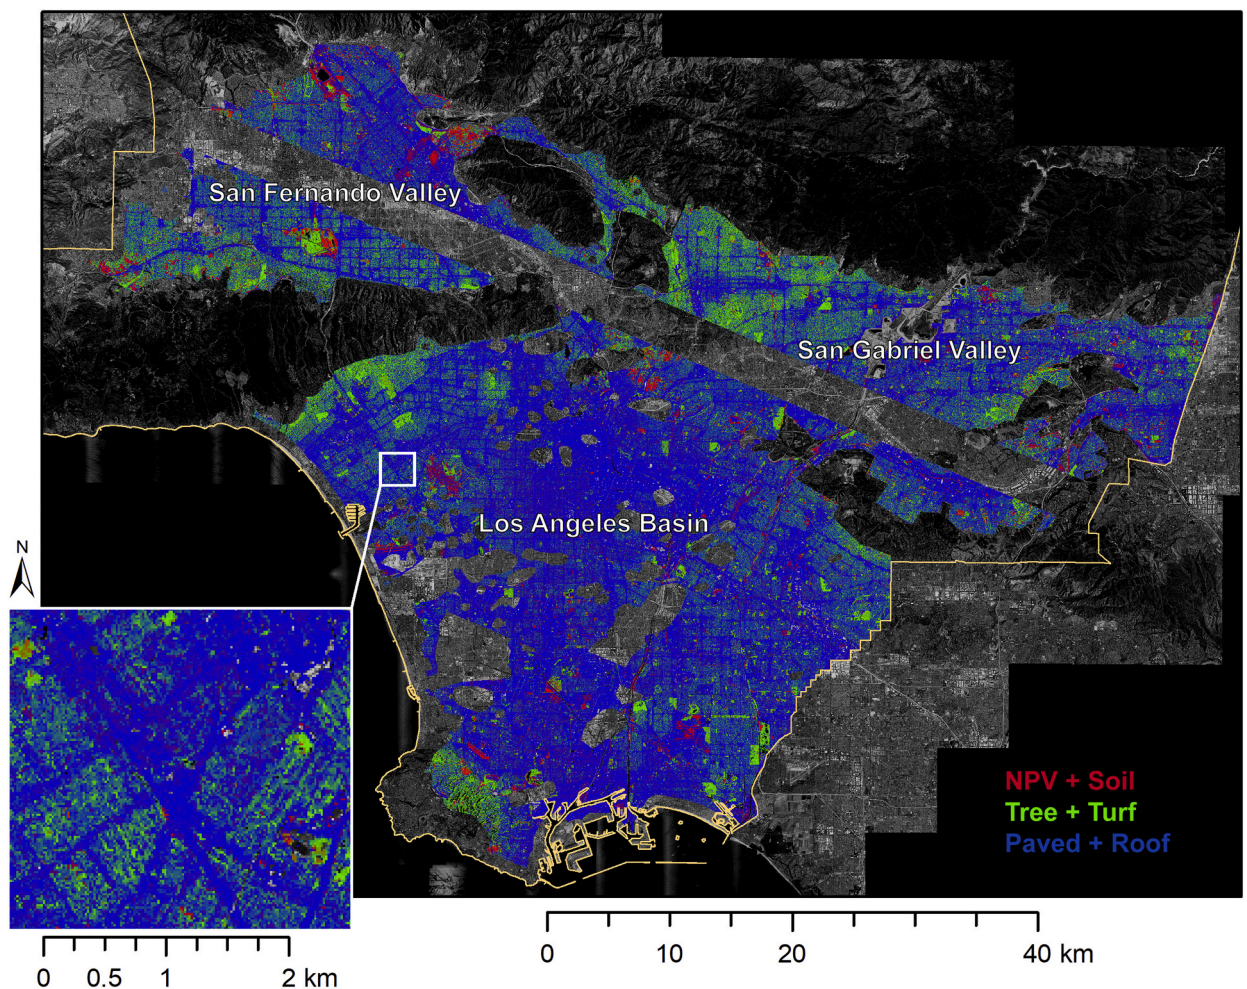 San Fernando Valley
San Gabriel Valley
Los Angeles Basin
N
NPV + Soil
Tree + Turf
Paved + Roof
0 10 20 40 km
0 0.5 1 2 km